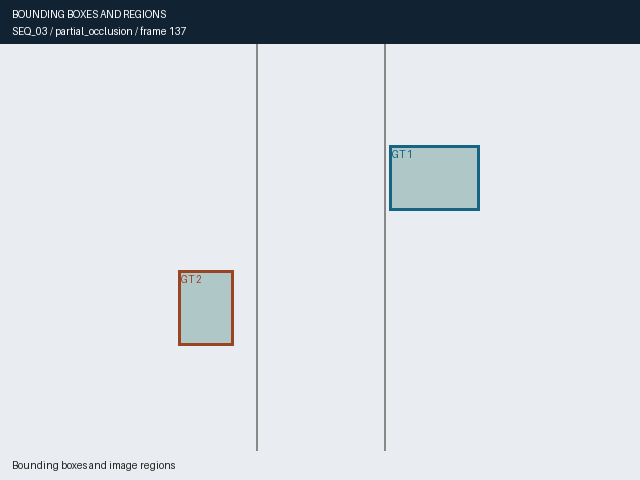 BOUNDING BOXES AND REGIONS
SEQ_03 / partial_occlusion / frame 137
GT1
GT2
Bounding boxes and image regions